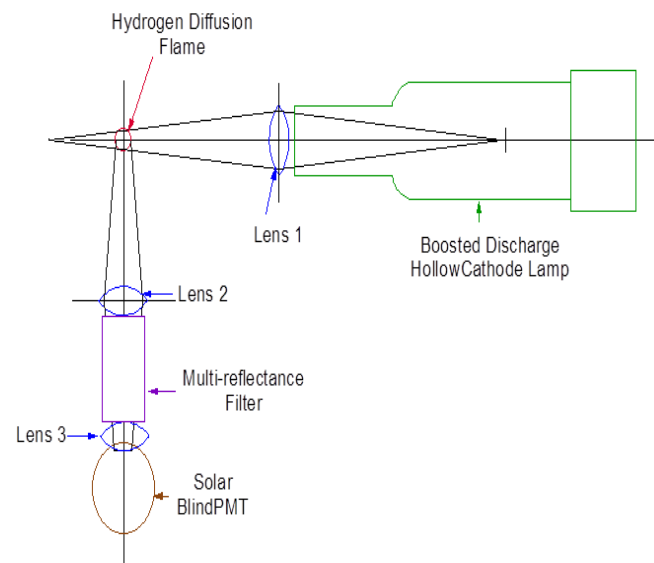 Hydrogen Diffusion
Flame
Lens 1
Boosted Discharge
HollowCathode Lamp
Lens 2
Multi-reflectance
Filter
Lens 3
Solar
BlindPMT